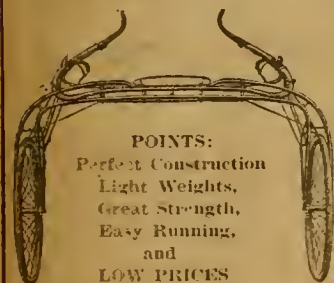 POINTS:
Perfect Construction
Light Weights,
Great Strength,
Easy Running,
and
LOW PRICES